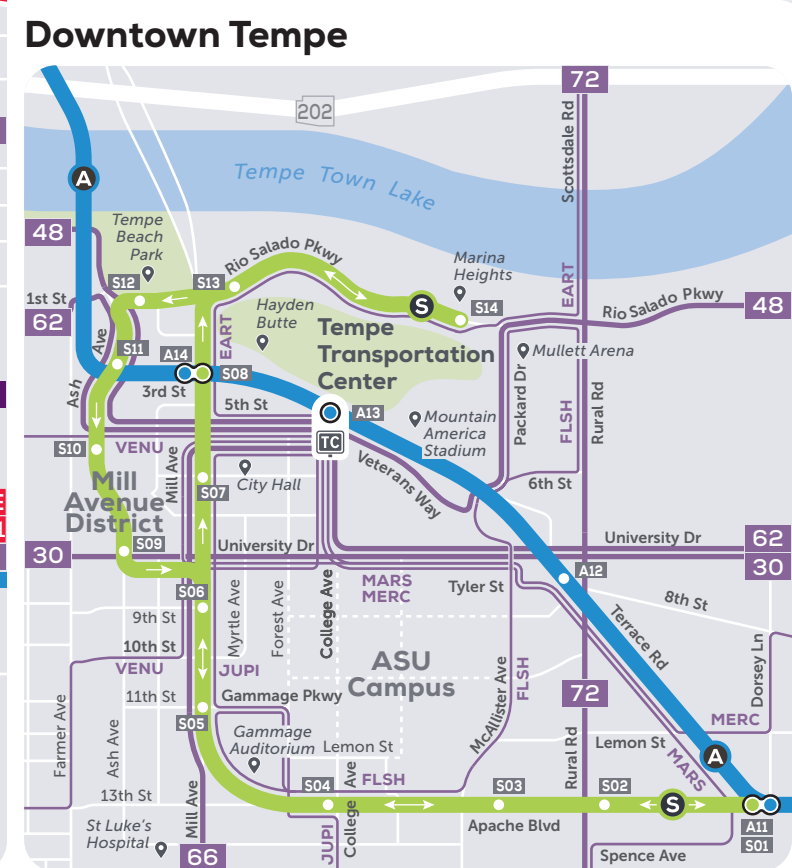 Downtown Tempe
72
202
Scottsdale Rd
Tempe Town Lake
A
Tempe
Beach
Park
48
Rio Salado Pkwy
Marina
Heights
EART
S12
S13
S
S14
Rio Salado Pkwy
48
1st St
62
Hayden
Butte
EART
Tempe
Transportation
Center
Ash Ave
S11
A14
S08
Mullett Arena
3rd St
5th St
A13
TC
Mountain
America
Stadium
Packard Dr
FLSH
Rural Rd
S10
VENU
Mill Ave
City Hall
Veterans Way
6th St
Mill
Avenue
District
S07
S09
University Dr
University Dr
62
30
30
A12
MARS
MERC
Tyler St
8th St
S06
9th St
Myrtle Ave
Forest Ave
College Ave
Terrace Rd
10th St
VENU
JUPI
ASU
Campus
Dorsey Ln
McAllister Ave
FLSH
11th St
Gammage Pkwy
72
S05
MERC
Farmer Ave
Ash Ave
Gammage
Auditorium
Lemon St
Rural Rd
Lemon St
A
MARS
FLSH
13th St
S04
S03
S02
S
Mill Ave
JUPI
College Ave
Apache Blvd
A11
S01
St Luke's
Hospital
66
Spence Ave